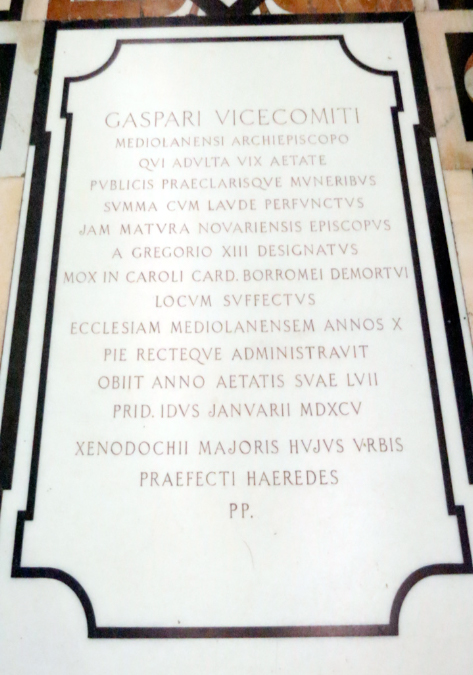 GASPARI VICECOMITI
MEDIOLANENSI ARCHIEPISCOPO
QVI ADVLTA VIX AETATE
PVBLICIS PRAECLARISQVE MVNERIBVS
SVMMA CVM LAVDE PERFVNCTVS
JAM MATVRA NOVARIENSIS EPISCOPVS
A GREGORIO XIII DESIGNATVS
MOX IN CAROLI CARD. BORROMEI DEMORTVI
LOCVM SVFFECTVS
ECCLESIAM MEDIOLANENSEM ANNOS X
PIE RECTEQVE ADMINISTRAVIT
OBIIT ANNO AETATIS SVAE LVII
PRID. IDVS JANVARII MDXCV
XENODOCHII MAJORIS HVJVS VRBIS
PRAEFECTI HAEREDES
PP.